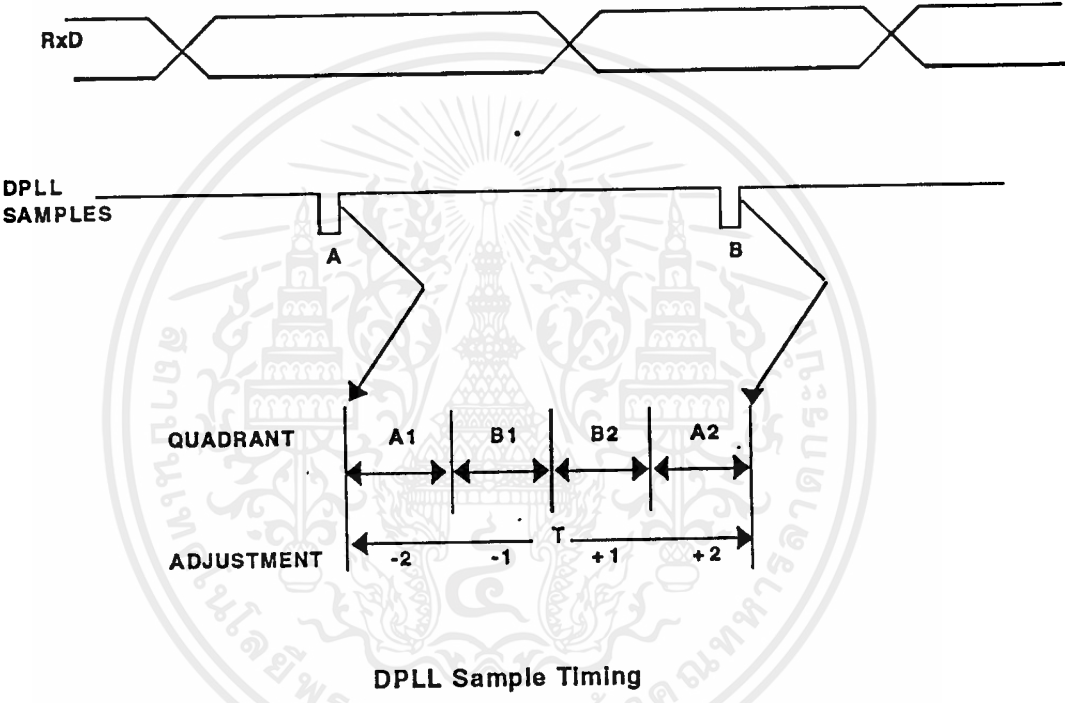 RxD
DPLL
SAMPLES
A
B
QUADRANT A1 B1 B2 A2
T
ADJUSTMENT -2 -1 +1 +2
DPLL Sample Timing